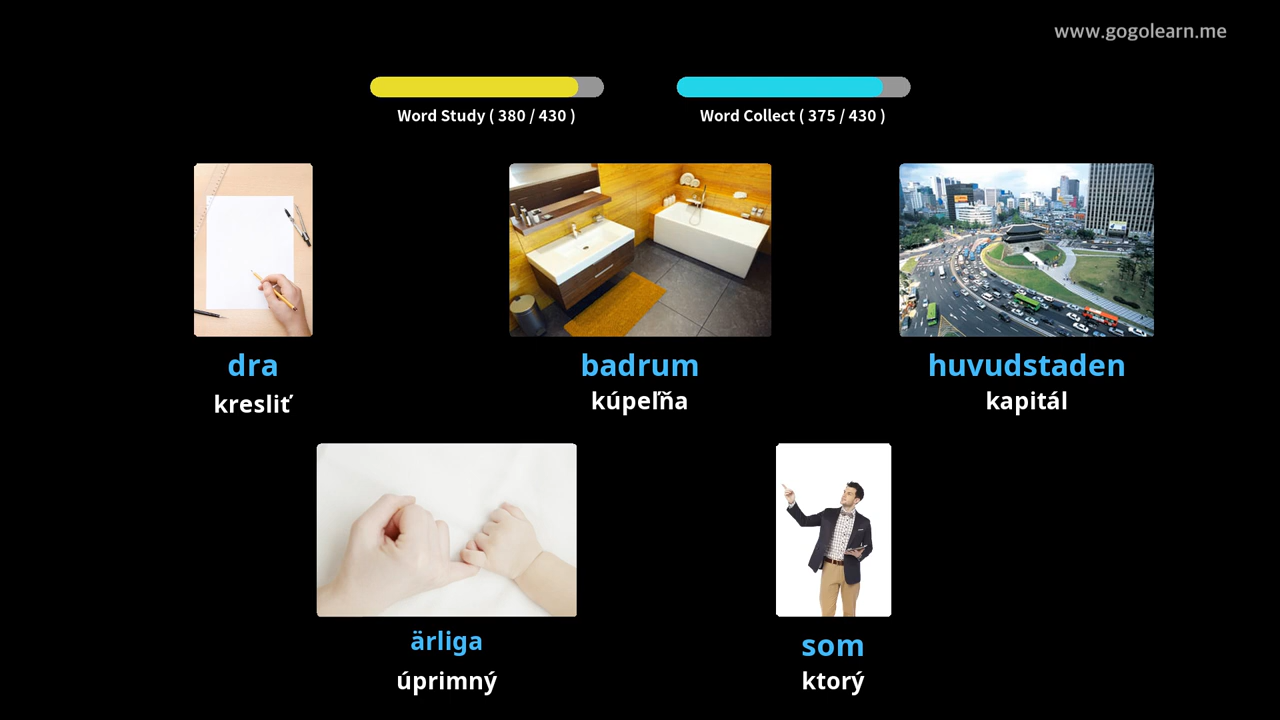 www.gogolearn.me
Word Study ( 380 / 430 )
Word Collect ( 375 / 430 )
dra
kresliť
badrum
kúpeľňa
huvudstaden
kapitál
ärliga
úprimný
som
ktorý